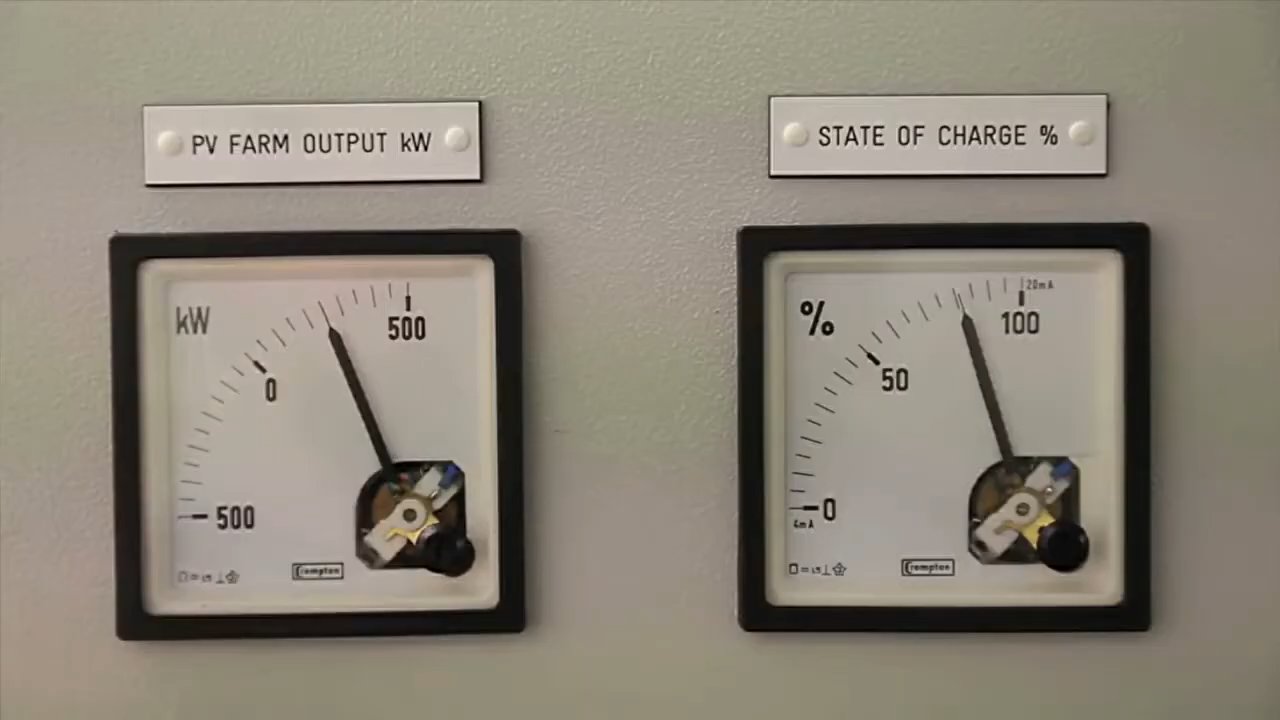 PV FARM OUTPUT kW
STATE OF CHARGE %
kW
500
0
500
Crompton
%
20mA
100
50
0
4mA
Crompton